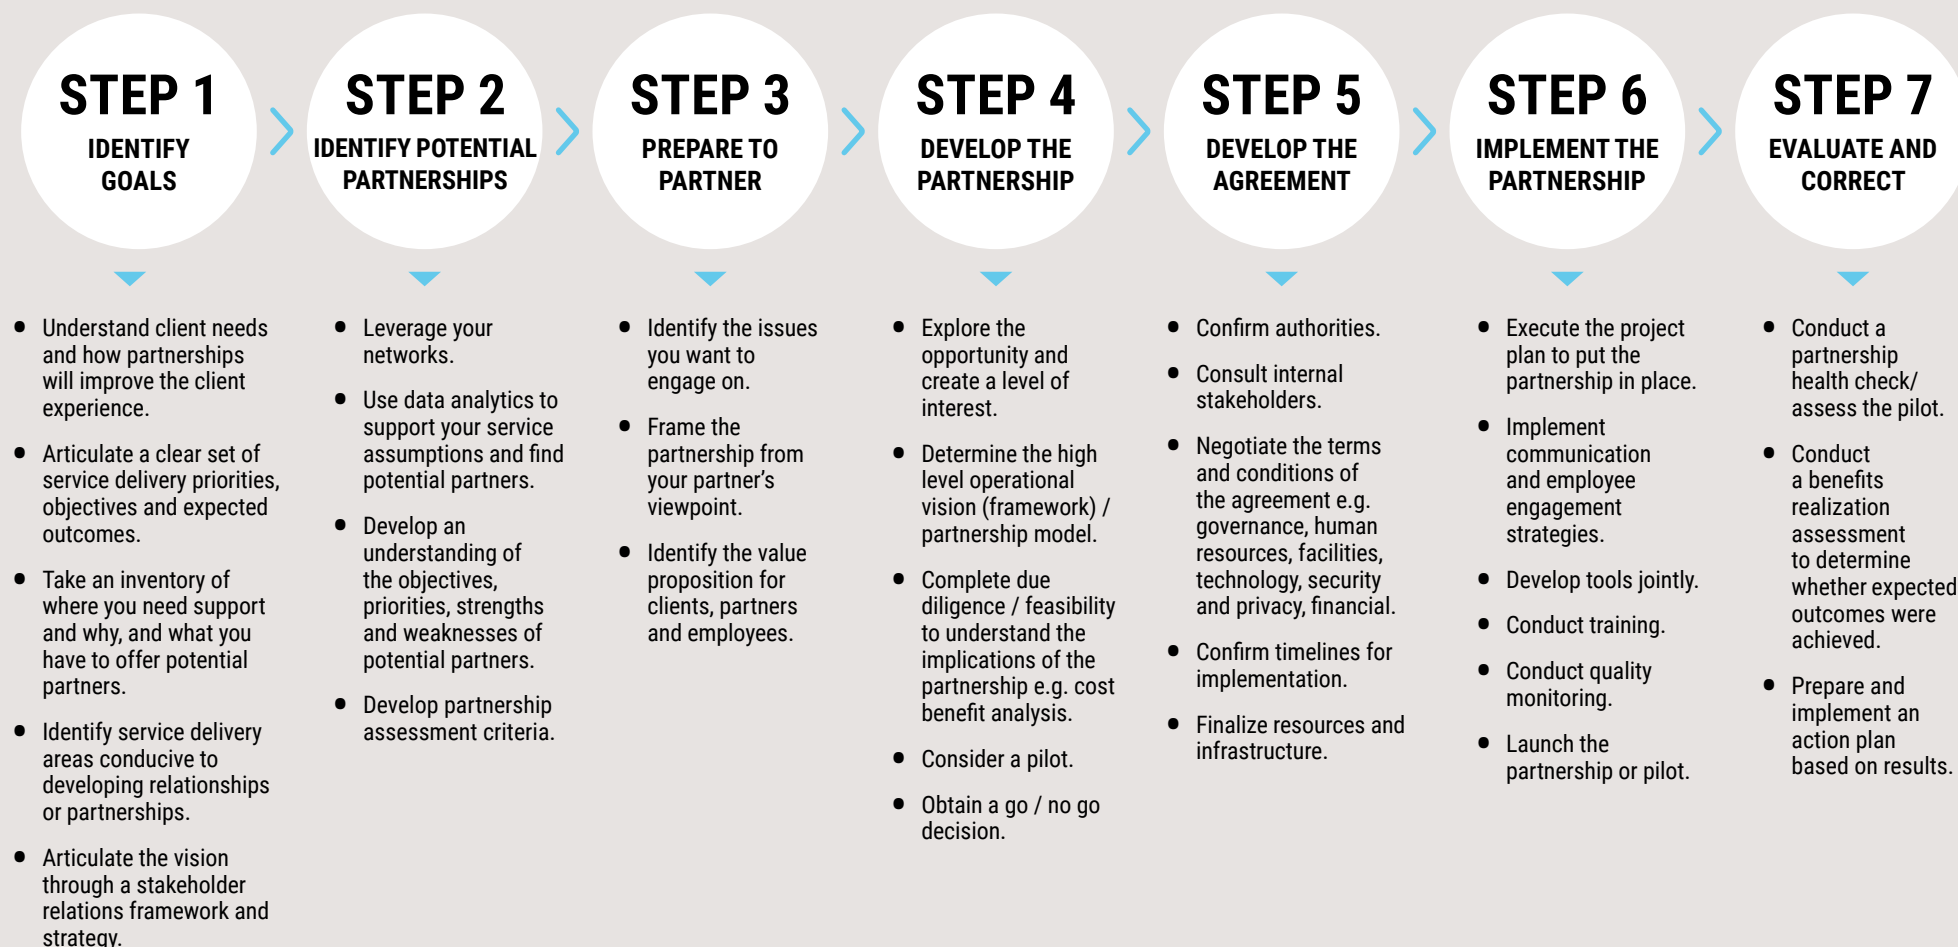 STEP 1
IDENTIFY
GOALS
• Understand client needs
and how partnerships
will improve the client
experience.
• Articulate a clear set of
service delivery priorities,
objectives and expected
outcomes.
• Take an inventory of
where you need support
and why, and what you
have to offer potential
partners.
• Identify service delivery
areas conducive to
developing relationships
or partnerships.
• Articulate the vision
through a stakeholder
relations framework and
strategy.
STEP 2
IDENTIFY POTENTIAL
PARTNERSHIPS
• Leverage your
networks.
• Use data analytics to
support your service
assumptions and find
potential partners.
• Develop an
understanding of
the objectives,
priorities, strengths
and weaknesses of
potential partners.
• Develop partnership
assessment criteria.
STEP 3
PREPARE TO
PARTNER
• Identify the issues
you want to
engage on.
• Frame the
partnership from
your partner's
viewpoint.
• Identify the value
proposition for
clients, partners
and employees.
STEP 4
DEVELOP THE
PARTNERSHIP
• Explore the
opportunity and
create a level of
interest.
• Determine the high
level operational
vision (framework) /
partnership model.
• Complete due
diligence / feasibility
to understand the
implications of the
partnership e.g. cost
benefit analysis.
• Consider a pilot.
• Obtain a go / no go
decision.
STEP 5
DEVELOP THE
AGREEMENT
• Confirm authorities.
• Consult internal
stakeholders.
• Negotiate the terms
and conditions of
the agreement e.g.
governance, human
resources, facilities,
technology, security
and privacy, financial.
• Confirm timelines for
implementation.
• Finalize resources and
infrastructure.
STEP 6
IMPLEMENT THE
PARTNERSHIP
• Execute the project
plan to put the
partnership in place.
• Implement
communication
and employee
engagement
strategies.
• Develop tools jointly.
• Conduct training.
• Conduct quality
monitoring.
• Launch the
partnership or pilot.
STEP 7
EVALUATE AND
CORRECT
• Conduct a
partnership
health check/
assess the pilot.
• Conduct
a benefits
realization
assessment
to determine
whether expected
outcomes were
achieved.
• Prepare and
implement an
action plan
based on results.